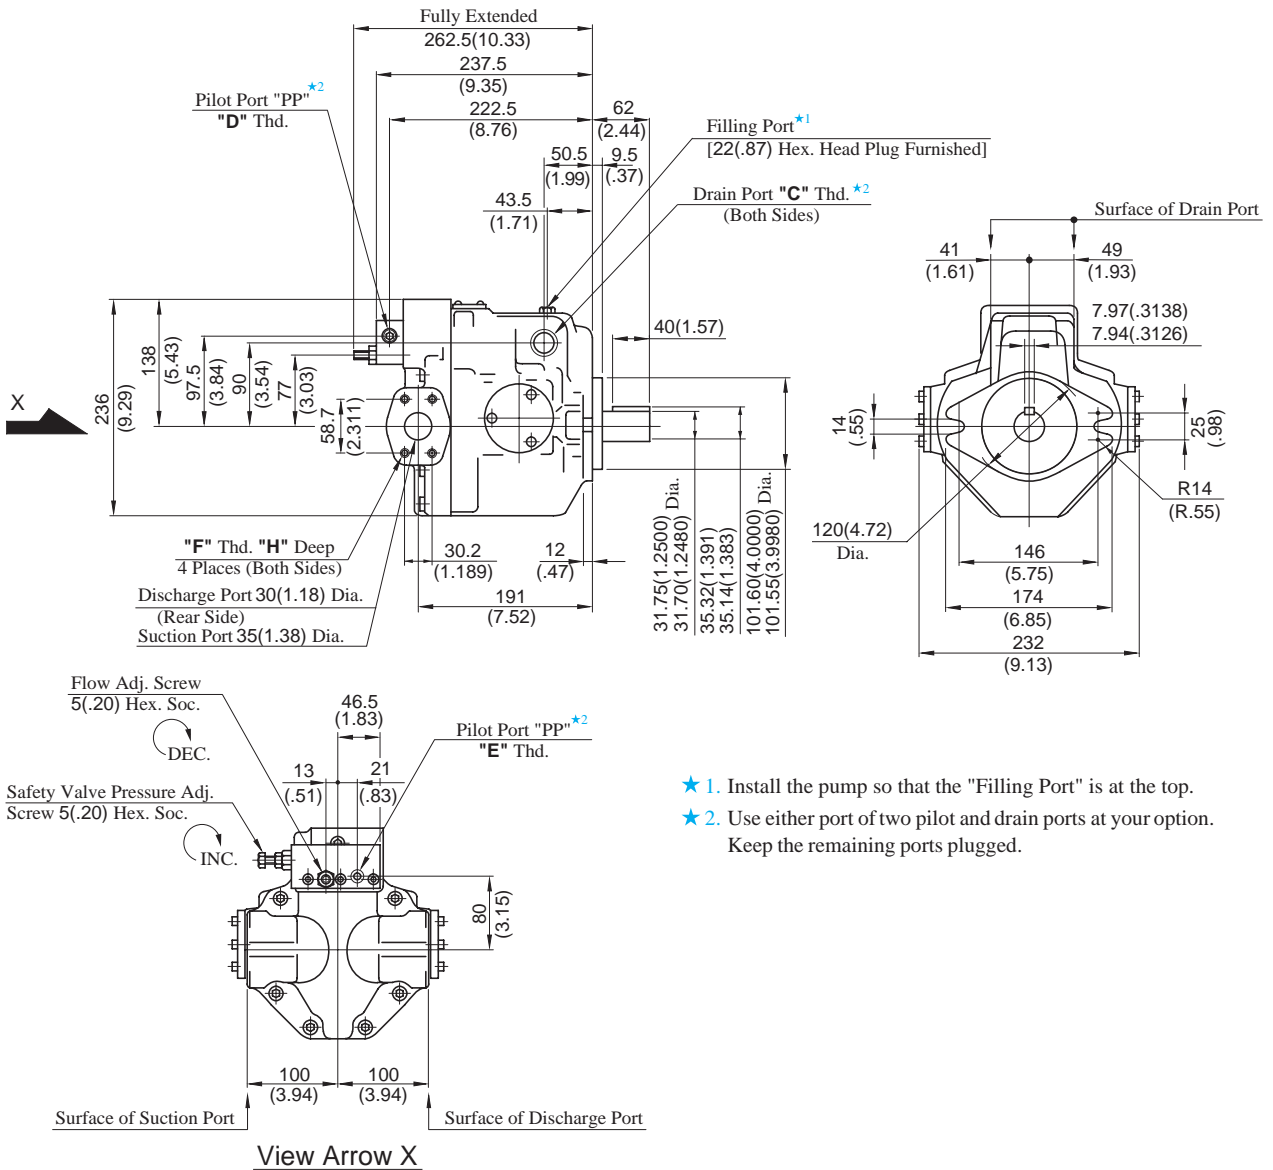 Fully Extended
262.5(10.33)
237.5
(9.35)
Pilot Port "PP"★2
"D" Thd.
222.5
(8.76)
62
(2.44)
Filling Port★1
[22(.87) Hex. Head Plug Furnished]
50.5
(1.99)
9.5
(.37)
Drain Port "C" Thd.★2
(Both Sides)
43.5
(1.71)
Surface of Drain Port
41
(1.61)
49
(1.93)
7.97(.3138)
7.94(.3126)
40(1.57)
X
236
(9.29)
138
(5.43)
97.5
(3.84)
90
(3.54)
77
(3.03)
58.7
(2.311)
14
(.55)
25
(.98)
R14
(R.55)
120(4.72)
Dia.
31.75(1.2500) Dia.
31.70(1.2480)
35.32(1.391)
35.14(1.383)
101.60(4.0000) Dia.
101.55(3.9980)
"F" Thd. "H" Deep
4 Places (Both Sides)
30.2
(1.189)
12
(.47)
Discharge Port 30(1.18) Dia.
(Rear Side)
Suction Port 35(1.38) Dia.
191
(7.52)
146
(5.75)
174
(6.85)
232
(9.13)
Flow Adj. Screw
5(.20) Hex. Soc.
DEC.
46.5
(1.83)
Pilot Port "PP"★2
"E" Thd.
13
(.51)
21
(.83)
Safety Valve Pressure Adj.
Screw 5(.20) Hex. Soc.
INC.
80
(3.15)
★ 1. Install the pump so that the "Filling Port" is at the top.
★ 2. Use either port of two pilot and drain ports at your option.
Keep the remaining ports plugged.
100
(3.94)
100
(3.94)
Surface of Suction Port
Surface of Discharge Port
View Arrow X